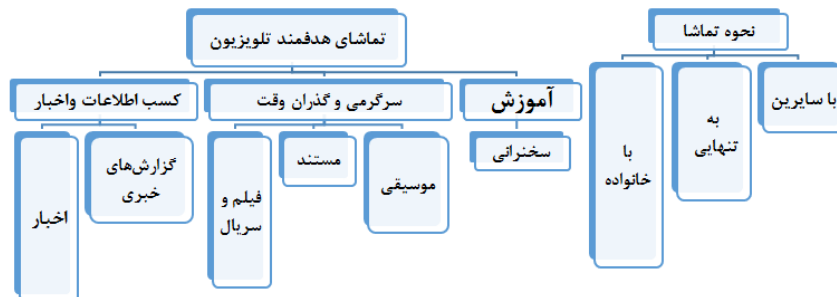 نحوه تماشا
با سایرین
به
تنهایی
با
خانواده
تماشای هدفمند تلویزیون
آموزش
سخنرانی
سرگرمی و گذران وقت
موسیقی
مستند
فیلم و
سریال
کسب اطلاعات واخبار
گزارش‌های
خبری
اخبار